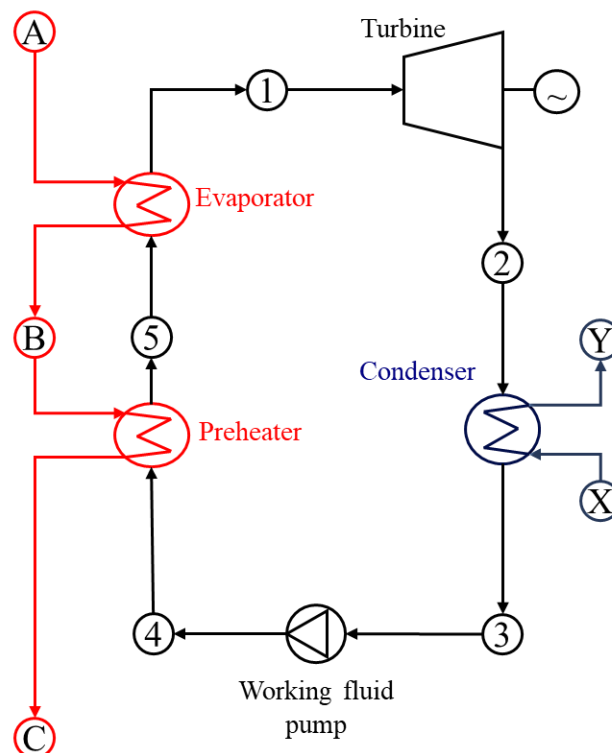 A
Turbine
1
~
Evaporator
2
B
5
Y
Condenser
Preheater
X
4
3
Working fluid
pump
C